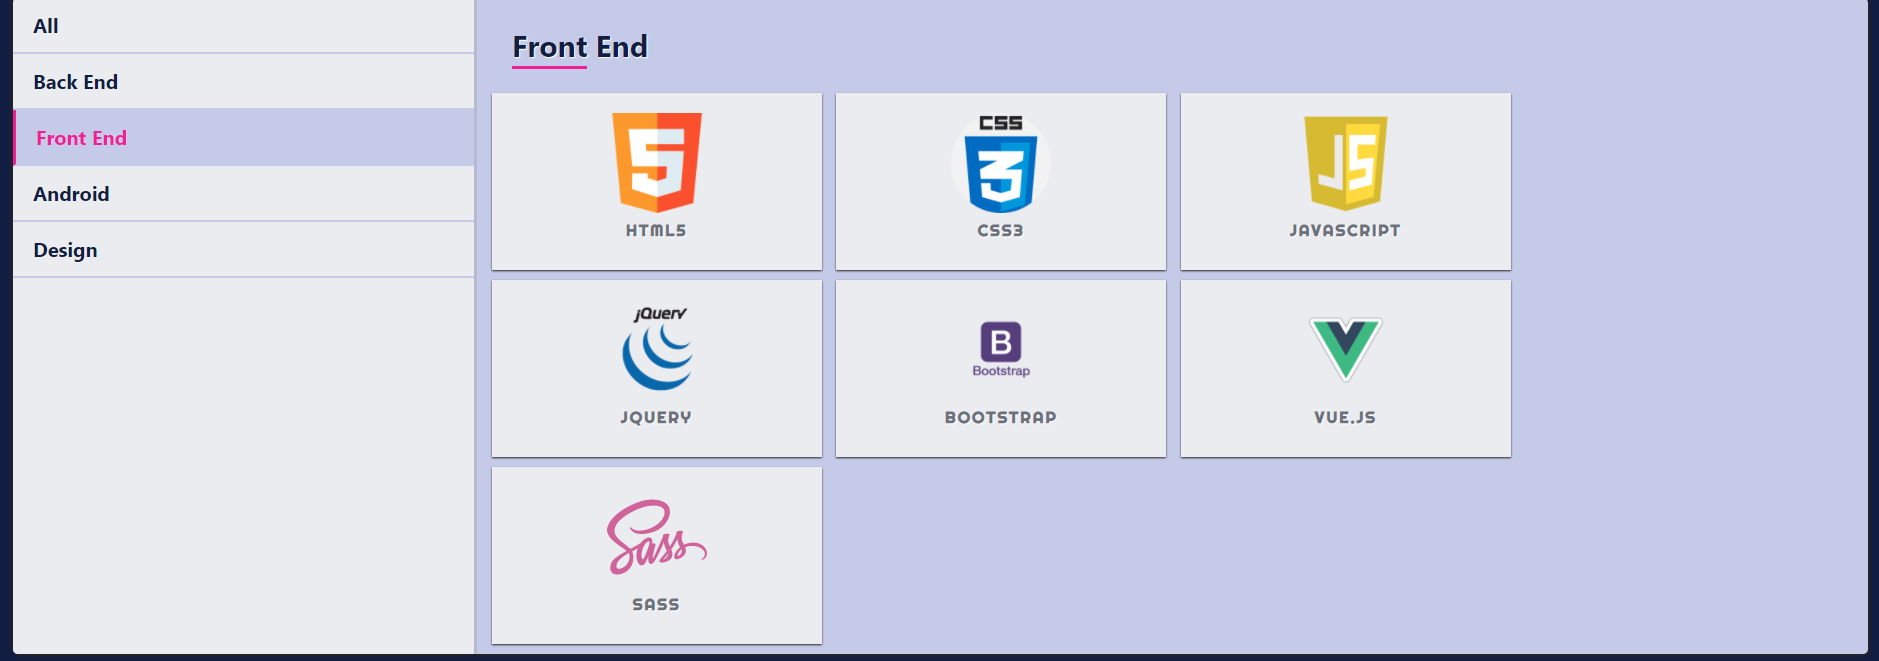 All
Back End
Front End
Android
Design
Front End
HTML5
CSS
3
CSS3
JS
JAVASCRIPT
jQuery
JQUERY
B
Bootstrap
BOOTSTRAP
VUE.JS
Sass
SASS